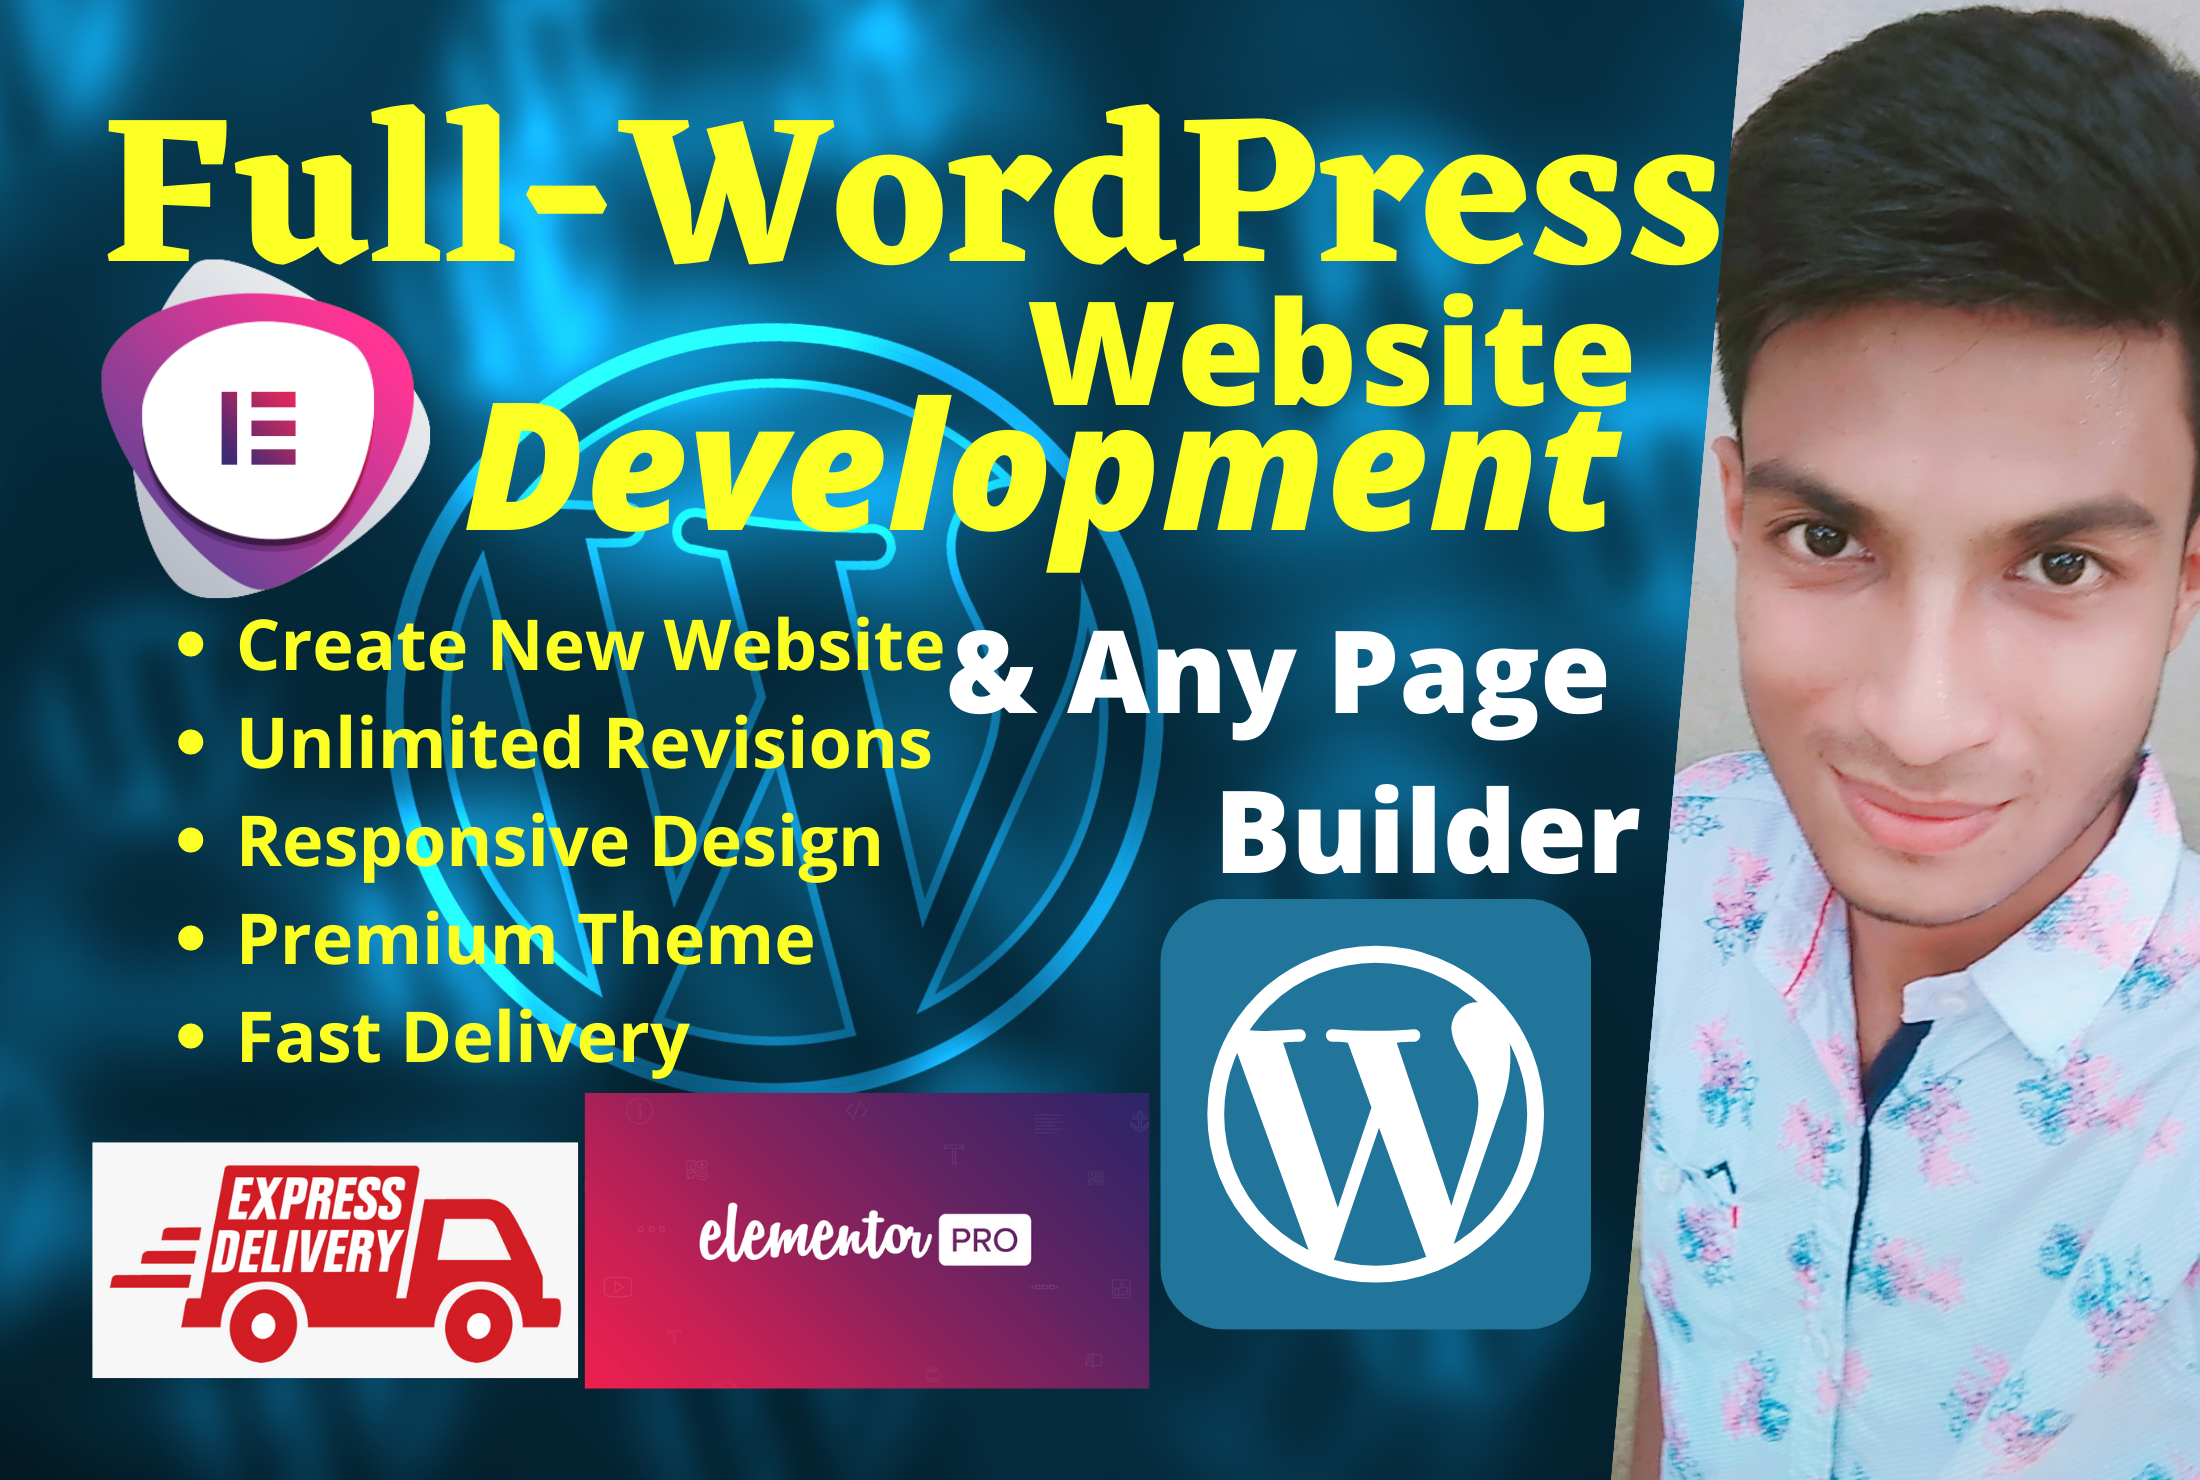 Full-WordPress
Website
Development
• Create New Website
• Unlimited Revisions
• Responsive Design
• Premium Theme
• Fast Delivery
& Any Page
Builder
EXPRESS
DELIVERY
elementor PRO